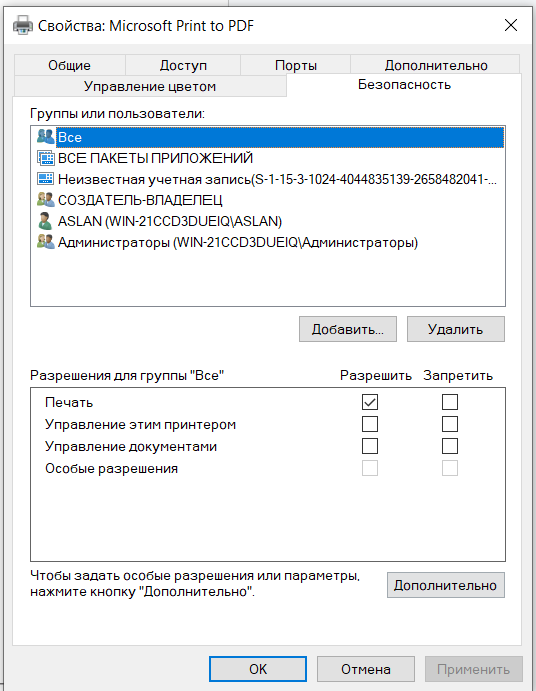 Свойства: Microsoft Print to PDF
Общие Доступ Порты Дополнительно
Управление цветом Безопасность
Группы или пользователи:
Все
ВСЕ ПАКЕТЫ ПРИЛОЖЕНИЙ
Неизвестная учетная запись(S-1-15-3-1024-4044835139-2658482041-...
СОЗДАТЕЛЬ-ВЛАДЕЛЕЦ
ASLAN (WIN-21CCD3DUEIQ\ASLAN)
Администраторы (WIN-21CCD3DUEIQ\Администраторы)
Добавить... Удалить
Разрешения для группы "Все" Разрешить Запретить
Печать
Управление этим принтером
Управление документами
Особые разрешения
Чтобы задать особые разрешения или параметры,
нажмите кнопку "Дополнительно". Дополнительно
OK Отмена Применить